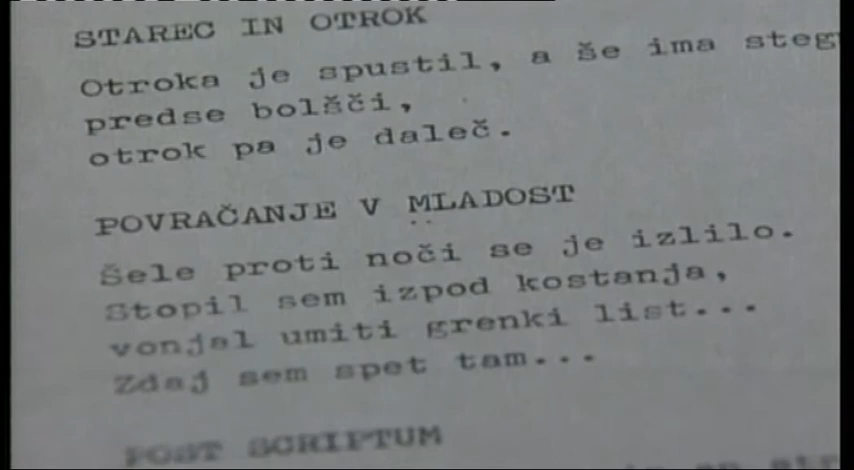 STAREC IN OTROK
Otroka je spustil, a še ima
predse bolšči,
otrok pa je daleč.
POVRAČANJE V MLADOST
Šele proti noči se je izlilo.
Stopil sem izpod kostanja,
vonjal umiti grenki list...
Zdaj sem spet tam...
POST SCRIPTUM